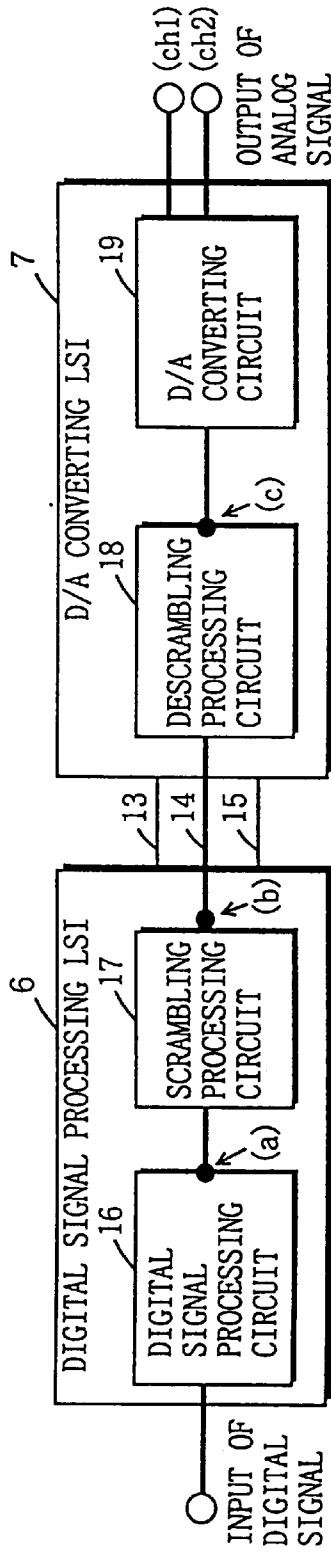 INPUT OF
DIGITAL
SIGNAL
6
DIGITAL SIGNAL PROCESSING LSI
16
DIGITAL
SIGNAL
PROCESSING
CIRCUIT
(a)
17
SCRAMBLING
PROCESSING
CIRCUIT
(b)
13
14
15
7
D/A CONVERTING LSI
18
DESCRAMBLING
PROCESSING
CIRCUIT
(c)
19
D/A
CONVERTING
CIRCUIT
(ch1)
(ch2)
OUTPUT OF
ANALOG
SIGNAL